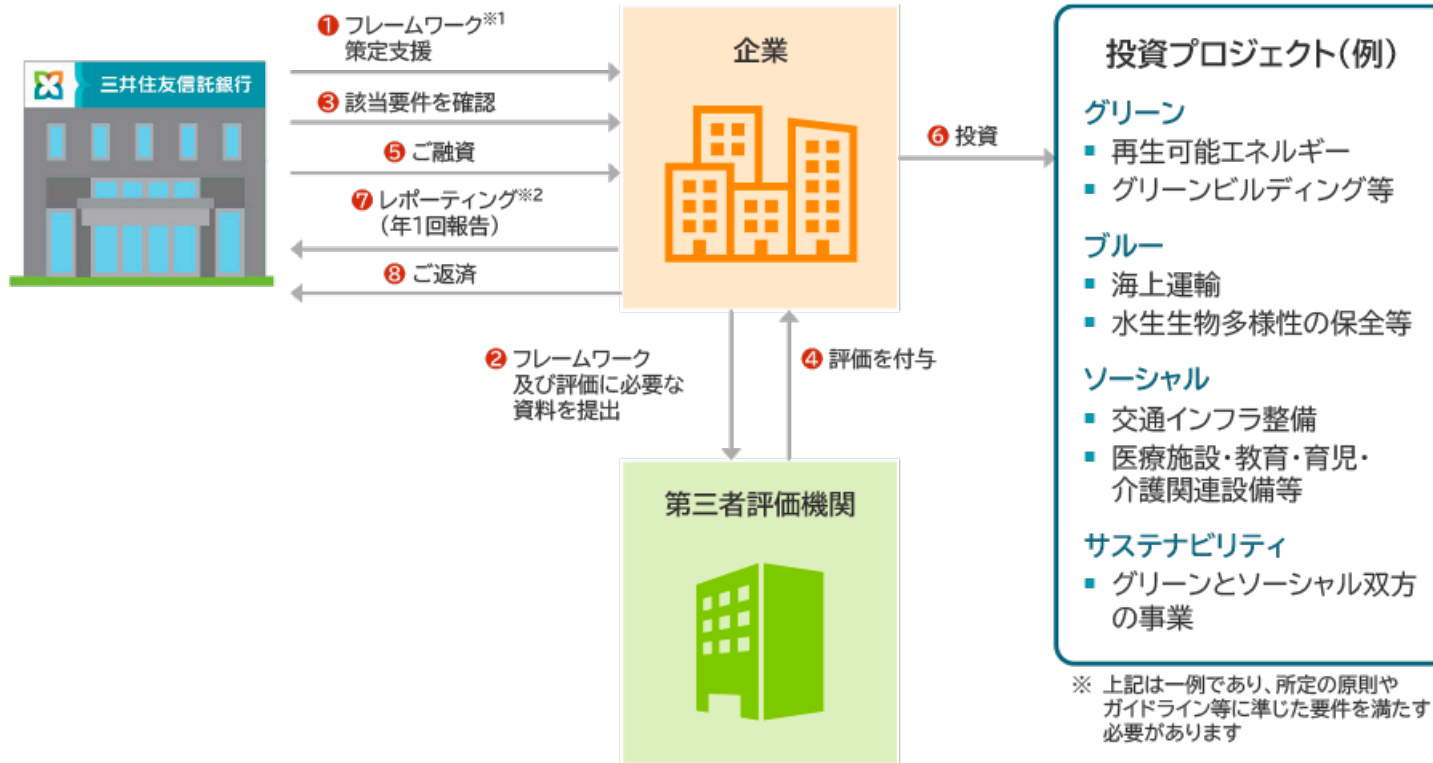 三井住友信託銀行
❶ フレームワーク※1
策定支援
❸ 該当要件を確認
❺ ご融資
❼ レポーティング※2
(年1回報告)
❽ ご返済
企業
❻ 投資
❷ フレームワーク
及び評価に必要な
資料を提出
❹ 評価を付与
第三者評価機関
投資プロジェクト(例)
グリーン
▪ 再生可能エネルギー
▪ グリーンビルディング等
ブルー
▪ 海上運輸
▪ 水生生物多様性の保全等
ソーシャル
▪ 交通インフラ整備
▪ 医療施設・教育・育児・
介護関連設備等
サステナビリティ
▪ グリーンとソーシャル双方
の事業
※ 上記は一例であり、所定の原則や
ガイドライン等に準じた要件を満たす
必要があります